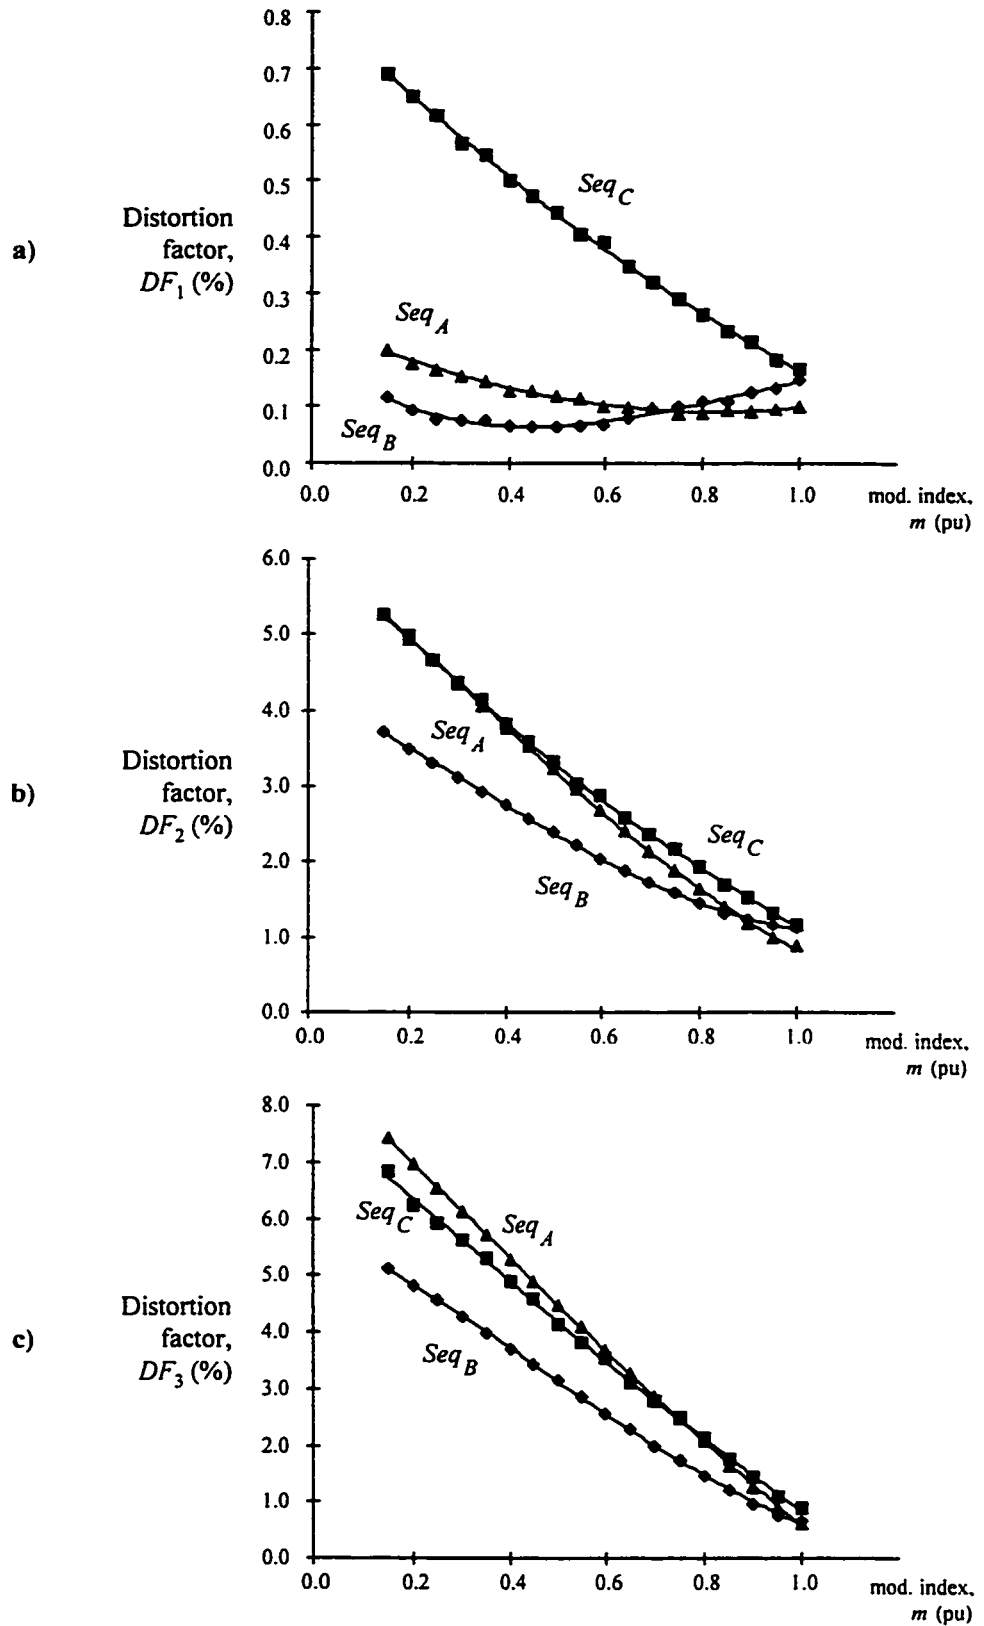 0.8
0.7
0.6
0.5
0.4
0.3
0.2
0.1
0.0
a)
Distortion
factor,
DF1 (%)
SeqC
SeqA
SeqB
0.0 0.2 0.4 0.6 0.8 1.0 mod. index,
m (pu)
6.0
5.0
4.0
3.0
2.0
1.0
0.0
b)
Distortion
factor,
DF2 (%)
SeqA
SeqC
SeqB
0.0 0.2 0.4 0.6 0.8 1.0 mod. index,
m (pu)
8.0
7.0
6.0
5.0
4.0
3.0
2.0
1.0
0.0
c)
Distortion
factor,
DF3 (%)
SeqC
SeqA
SeqB
0.0 0.2 0.4 0.6 0.8 1.0 mod. index,
m (pu)